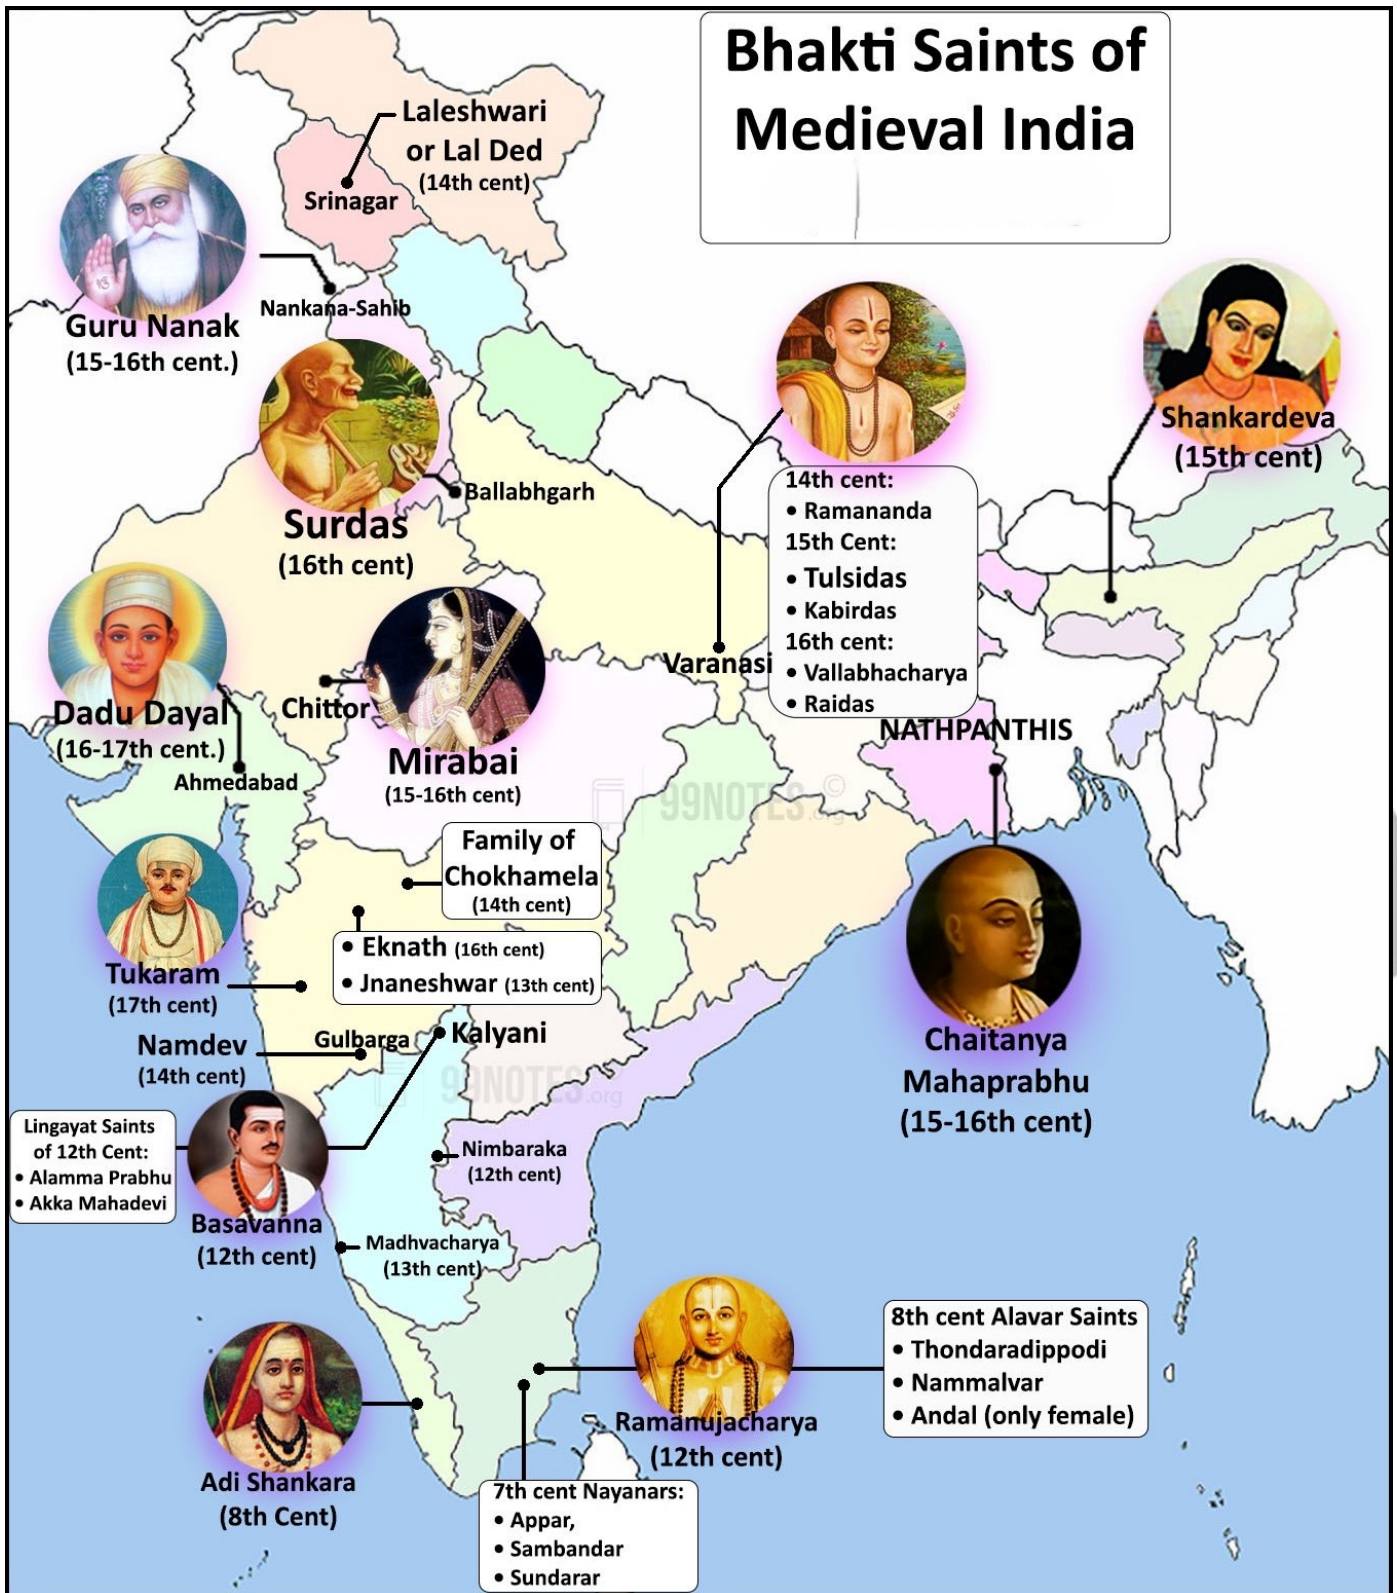 Bhakti Saints of
Medieval India
Laleshwari
or Lal Ded
(14th cent)
Srinagar
Guru Nanak
(15-16th cent.)
Nankana-Sahib
Surdas
(16th cent)
Ballabhgarh
Shankardeva
(15th cent)
14th cent:
• Ramananda
15th Cent:
• Tulsidas
• Kabirdas
16th cent:
• Vallabhacharya
• Raidas
Varanasi
NATHPANTHIS
Dadu Dayal
(16-17th cent.)
Ahmedabad
Chittor
Mirabai
(15-16th cent)
99NOTES.org
Family of
Chokhamela
(14th cent)
• Eknath (16th cent)
• Jnaneshwar (13th cent)
Tukaram
(17th cent)
Namdev
(14th cent)
Gulbarga
Kalyani
99NOTES.org
Chaitanya
Mahaprabhu
(15-16th cent)
Lingayat Saints
of 12th Cent:
• Alamma Prabhu
• Akka Mahadevi
Basavanna
(12th cent)
Nimbaraka
(12th cent)
Madhvacharya
(13th cent)
Adi Shankara
(8th Cent)
Ramanujacharya
(12th cent)
8th cent Alavar Saints
• Thondaradippodi
• Nammalvar
• Andal (only female)
7th cent Nayanars:
• Appar,
• Sambandar
• Sundarar